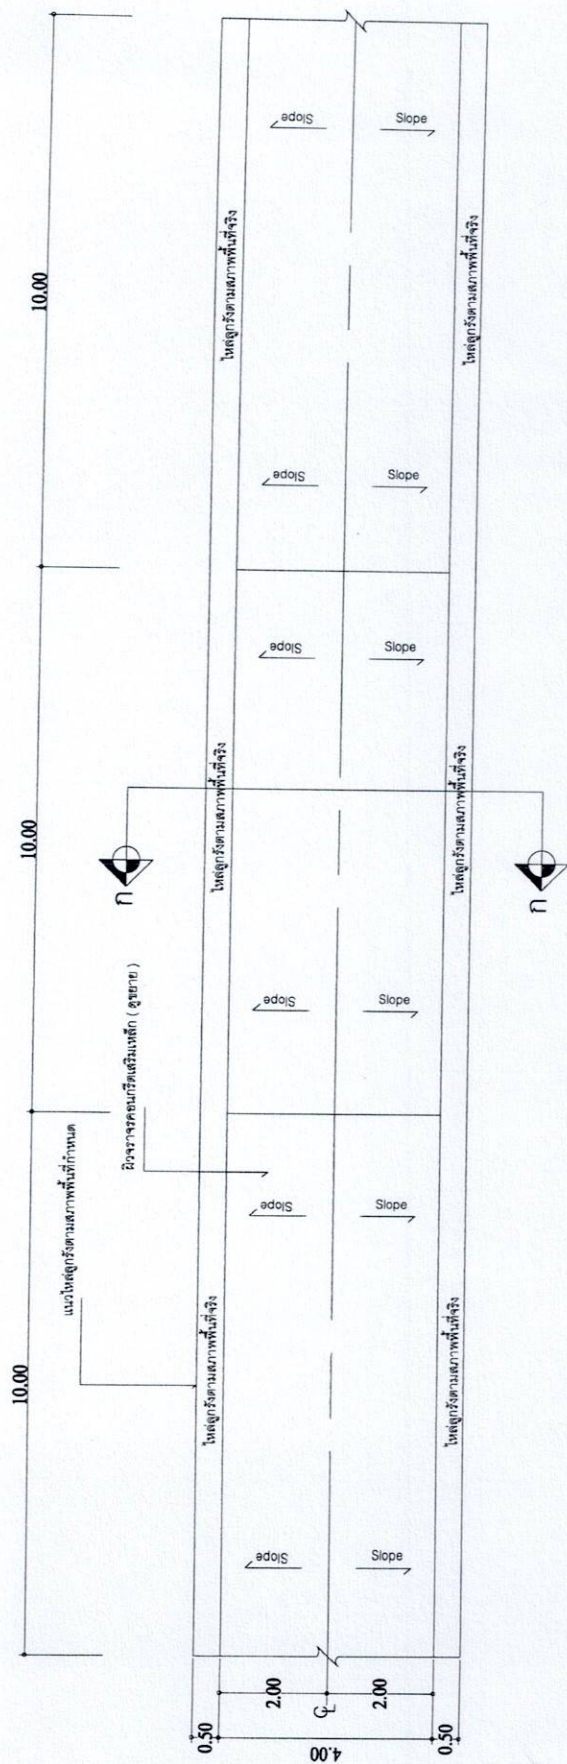 10.00
10.00
10.00
แนวไหล่ลูกรังตามสภาพพื้นที่กำหนด
ผิวจราจรคอนกรีตเสริมเหล็ก ( ดูขยาย )
ก
ไหล่ลูกรังตามสภาพพื้นที่จริง
ไหล่ลูกรังตามสภาพพื้นที่จริง
ไหล่ลูกรังตามสภาพพื้นที่จริง
Slope
Slope
Slope
Slope
Slope
Slope
Slope
Slope
Slope
Slope
Slope
Slope
ไหล่ลูกรังตามสภาพพื้นที่จริง
ไหล่ลูกรังตามสภาพพื้นที่จริง
ไหล่ลูกรังตามสภาพพื้นที่จริง
ก
0.50
2.00
CL
2.00
4.00
0.50